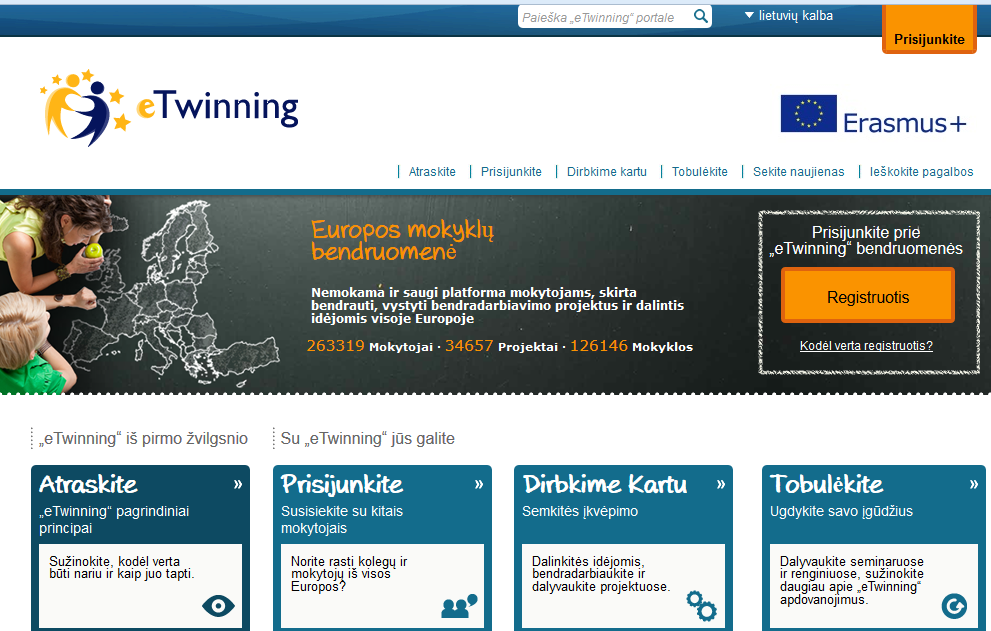 Paieška „eTwinning“ portale
lietuvių kalba
Prisijunkite
eTwinning
Erasmus+
Atraskite
Prisijunkite
Dirbkime kartu
Tobulėkite
Sekite naujienas
Ieškokite pagalbos
Europos mokyklų
bendruomenė
Nemokama ir saugi platforma mokytojams, skirta
bendrauti, vystyti bendradarbiavimo projektus ir dalintis
idėjomis visoje Europoje
263319 Mokytojai · 34657 Projektai · 126146 Mokyklos
Prisijunkite prie
„eTwinning“ bendruomenės
Registruotis
Kodėl verta registruotis?
„eTwinning“ iš pirmo žvilgsnio
Su „eTwinning“ jūs galite
Atraskite »
„eTwinning“ pagrindiniai
principai
Sužinokite, kodėl verta
būti nariu ir kaip juo tapti.
Prisijunkite »
Susisiekite su kitais
mokytojais
Norite rasti kolegų ir
mokytojų iš visos
Europos?
Dirbkime Kartu »
Semkitės įkvėpimo
Dalinkitės idėjomis,
bendradarbiaukite ir
dalyvaukite projektuose.
Tobulėkite »
Ugdykite savo įgūdžius
Dalyvaukite seminaruose
ir renginiuose, sužinokite
daugiau apie „eTwinning“
apdovanojimus.